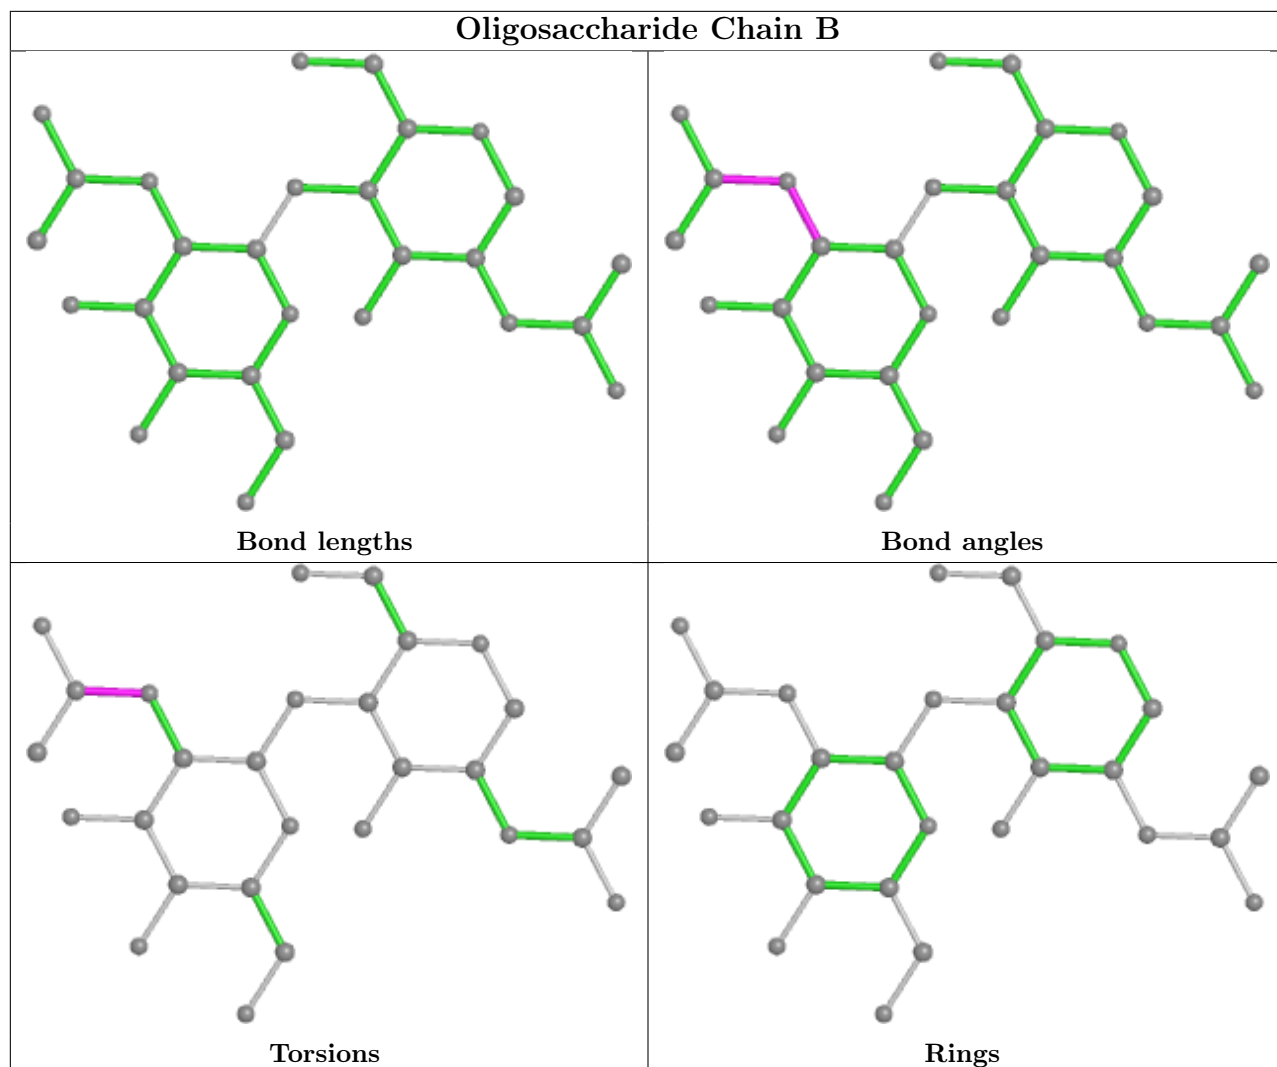 Oligosaccharide Chain B
Bond lengths
Bond angles
Torsions
Rings